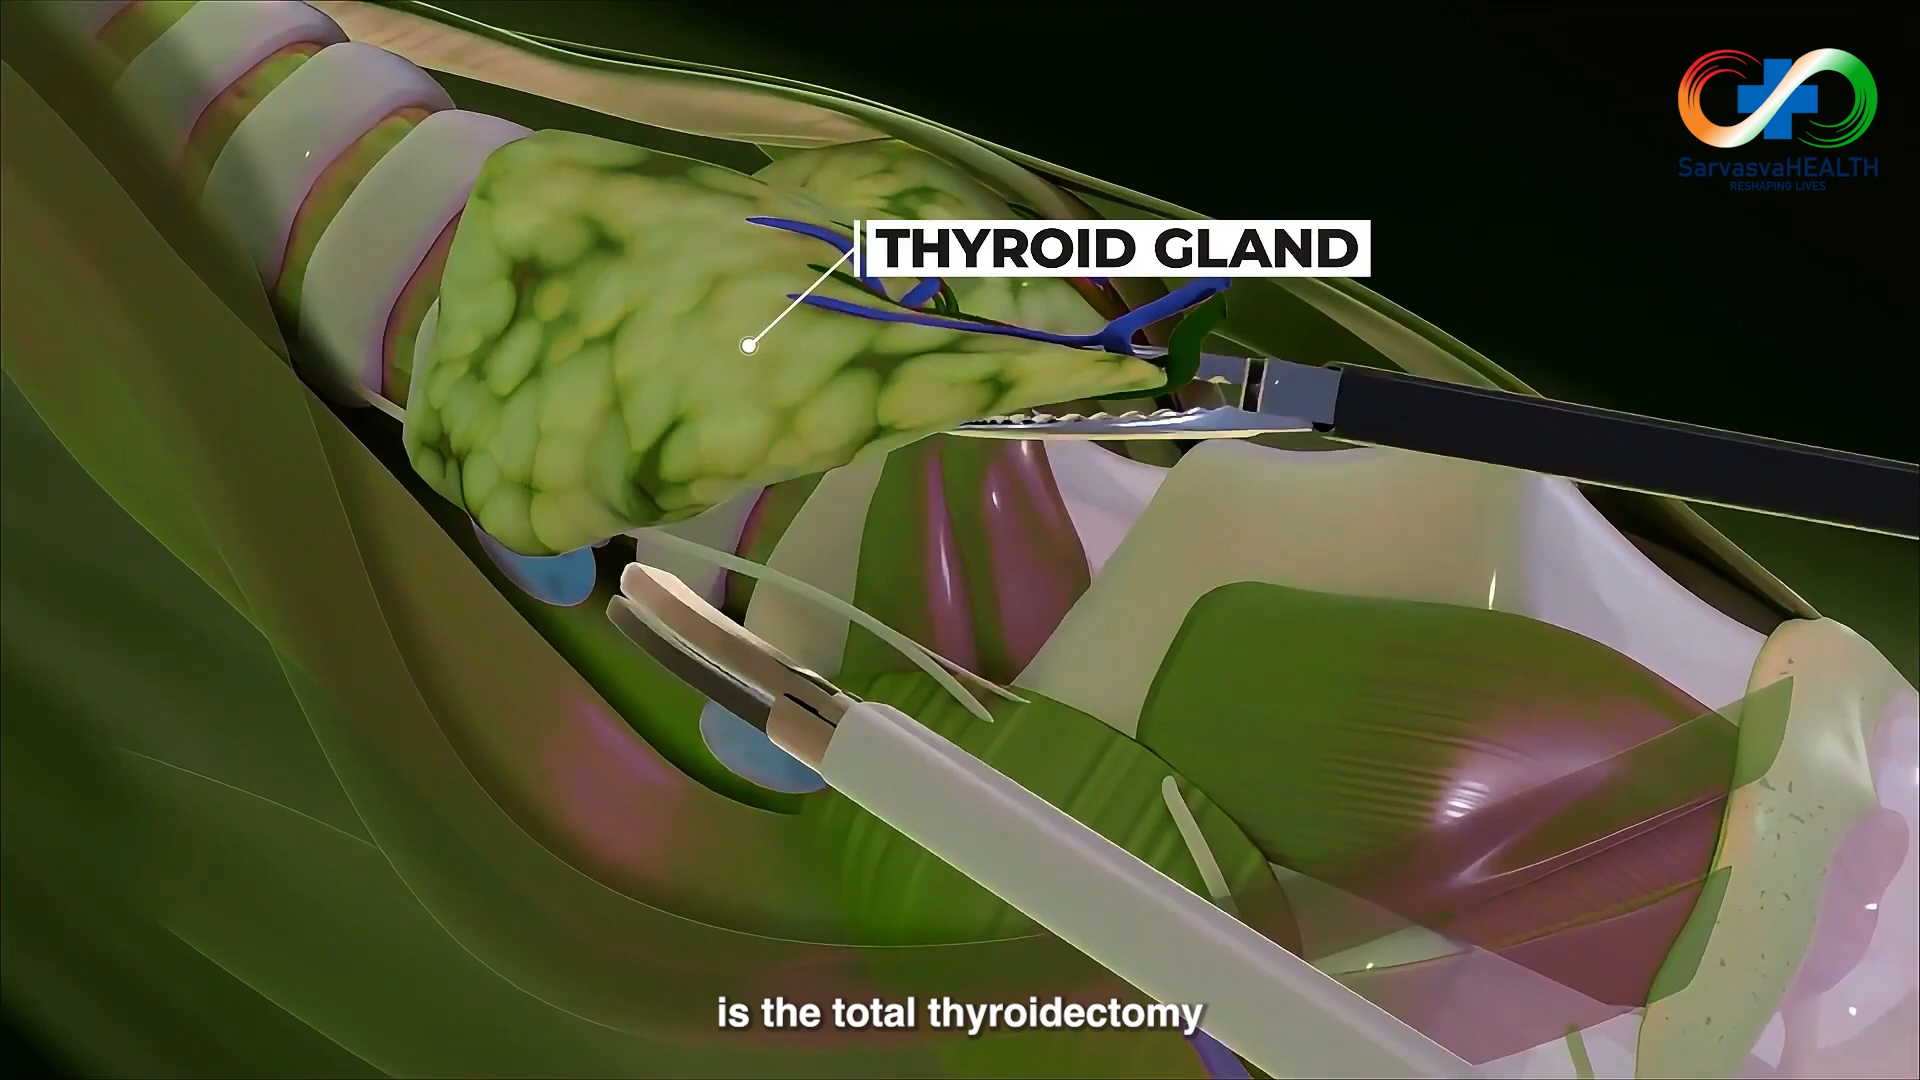 SarvasvaHEALTH
RESHAPING LIVES
THYROID GLAND
is the total thyroidectomy